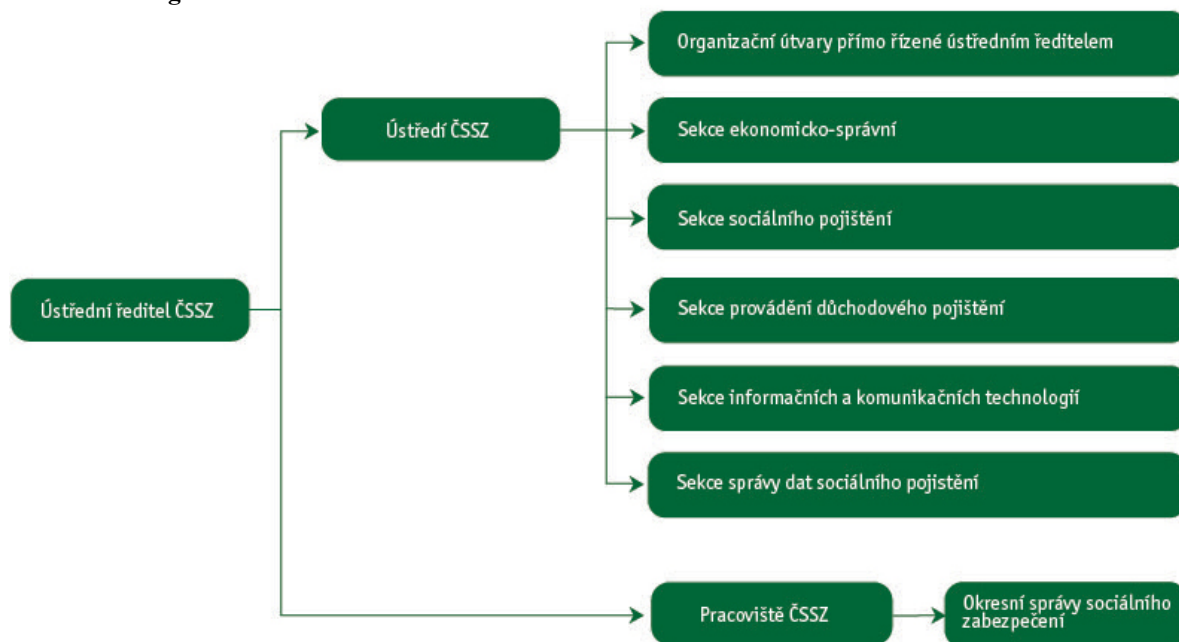 Organizační útvary přímo řízené ústředním ředitelem
Ústředí ČSSZ
Sekce ekonomicko-správní
Sekce sociálního pojištění
Ústřední ředitel ČSSZ
Sekce provádění důchodového pojištění
Sekce informačních a komunikačních technologií
Sekce správy dat sociálního pojistění
Pracoviště ČSSZ
Okresní správy sociálního
zabezpečení